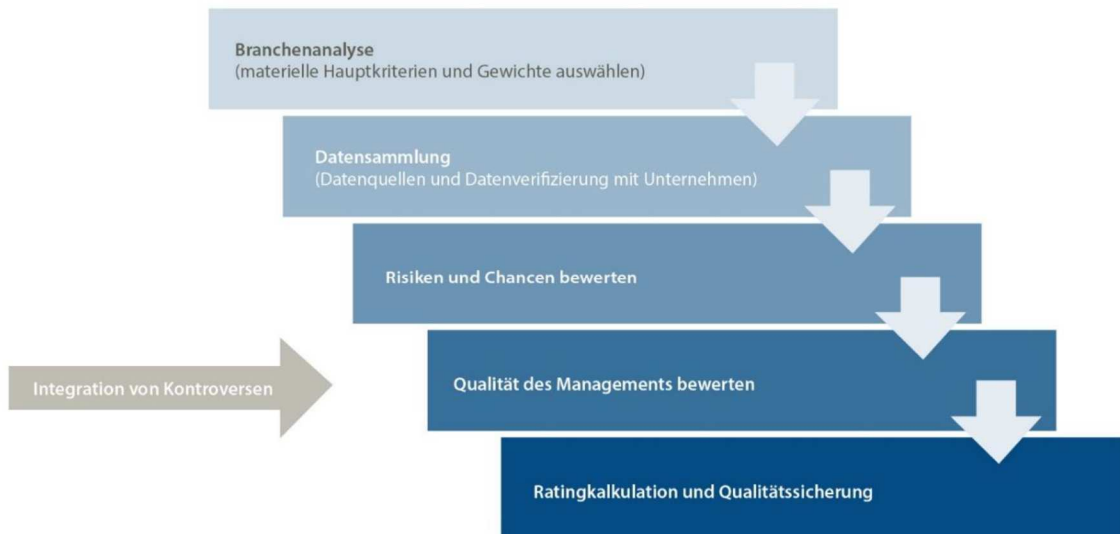 Branchenanalyse
(materielle Hauptkriterien und Gewichte auswählen)
Datensammlung
(Datenquellen und Datenverifizierung mit Unternehmen)
Risiken und Chancen bewerten
Integration von Kontroversen
Qualität des Managements bewerten
Ratingkalkulation und Qualitätssicherung